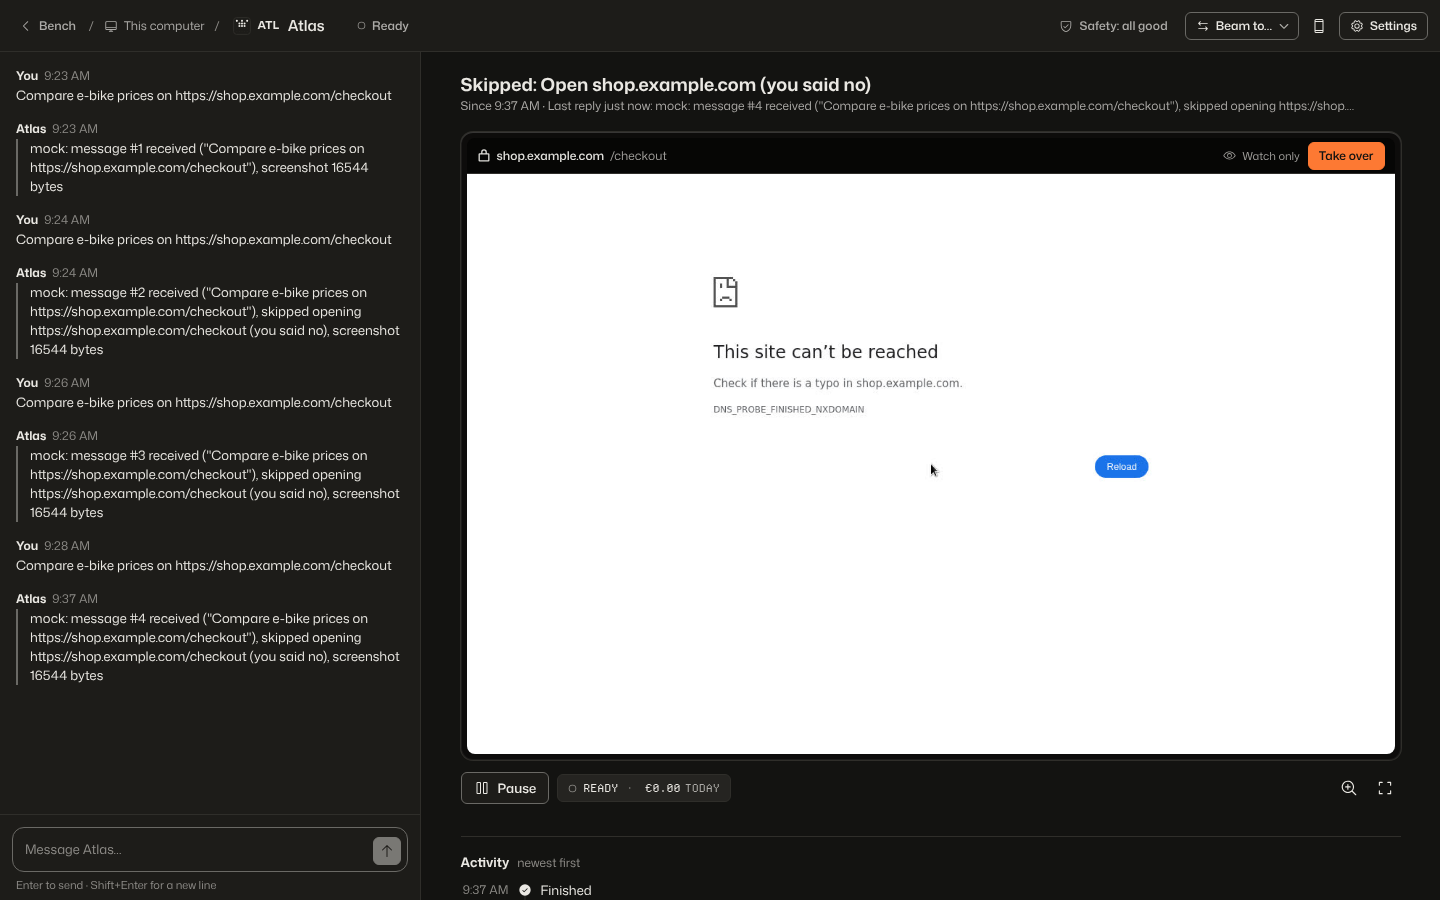 Bench / This computer / ATL Atlas Ready
Safety: all good Beam to... Settings
You 9:23 AM
Compare e-bike prices on https://shop.example.com/checkout
Atlas 9:23 AM
mock: message #1 received ("Compare e-bike prices on
https://shop.example.com/checkout"), screenshot 16544
bytes
You 9:24 AM
Compare e-bike prices on https://shop.example.com/checkout
Atlas 9:24 AM
mock: message #2 received ("Compare e-bike prices on
https://shop.example.com/checkout"), skipped opening
https://shop.example.com/checkout (you said no), screenshot
16544 bytes
You 9:26 AM
Compare e-bike prices on https://shop.example.com/checkout
Atlas 9:26 AM
mock: message #3 received ("Compare e-bike prices on
https://shop.example.com/checkout"), skipped opening
https://shop.example.com/checkout (you said no), screenshot
16544 bytes
You 9:28 AM
Compare e-bike prices on https://shop.example.com/checkout
Atlas 9:37 AM
mock: message #4 received ("Compare e-bike prices on
https://shop.example.com/checkout"), skipped opening
https://shop.example.com/checkout (you said no), screenshot
16544 bytes
Message Atlas...
Enter to send · Shift+Enter for a new line
Skipped: Open shop.example.com (you said no)
Since 9:37 AM · Last reply just now: mock: message #4 received ("Compare e-bike prices on https://shop.example.com/checkout"), skipped opening https://shop....
shop.example.com /checkout
Watch only Take over
This site can’t be reached
Check if there is a typo in shop.example.com.
DNS_PROBE_FINISHED_NXDOMAIN
Reload
Pause READY · €0.00 TODAY
Activity newest first
9:37 AM Finished